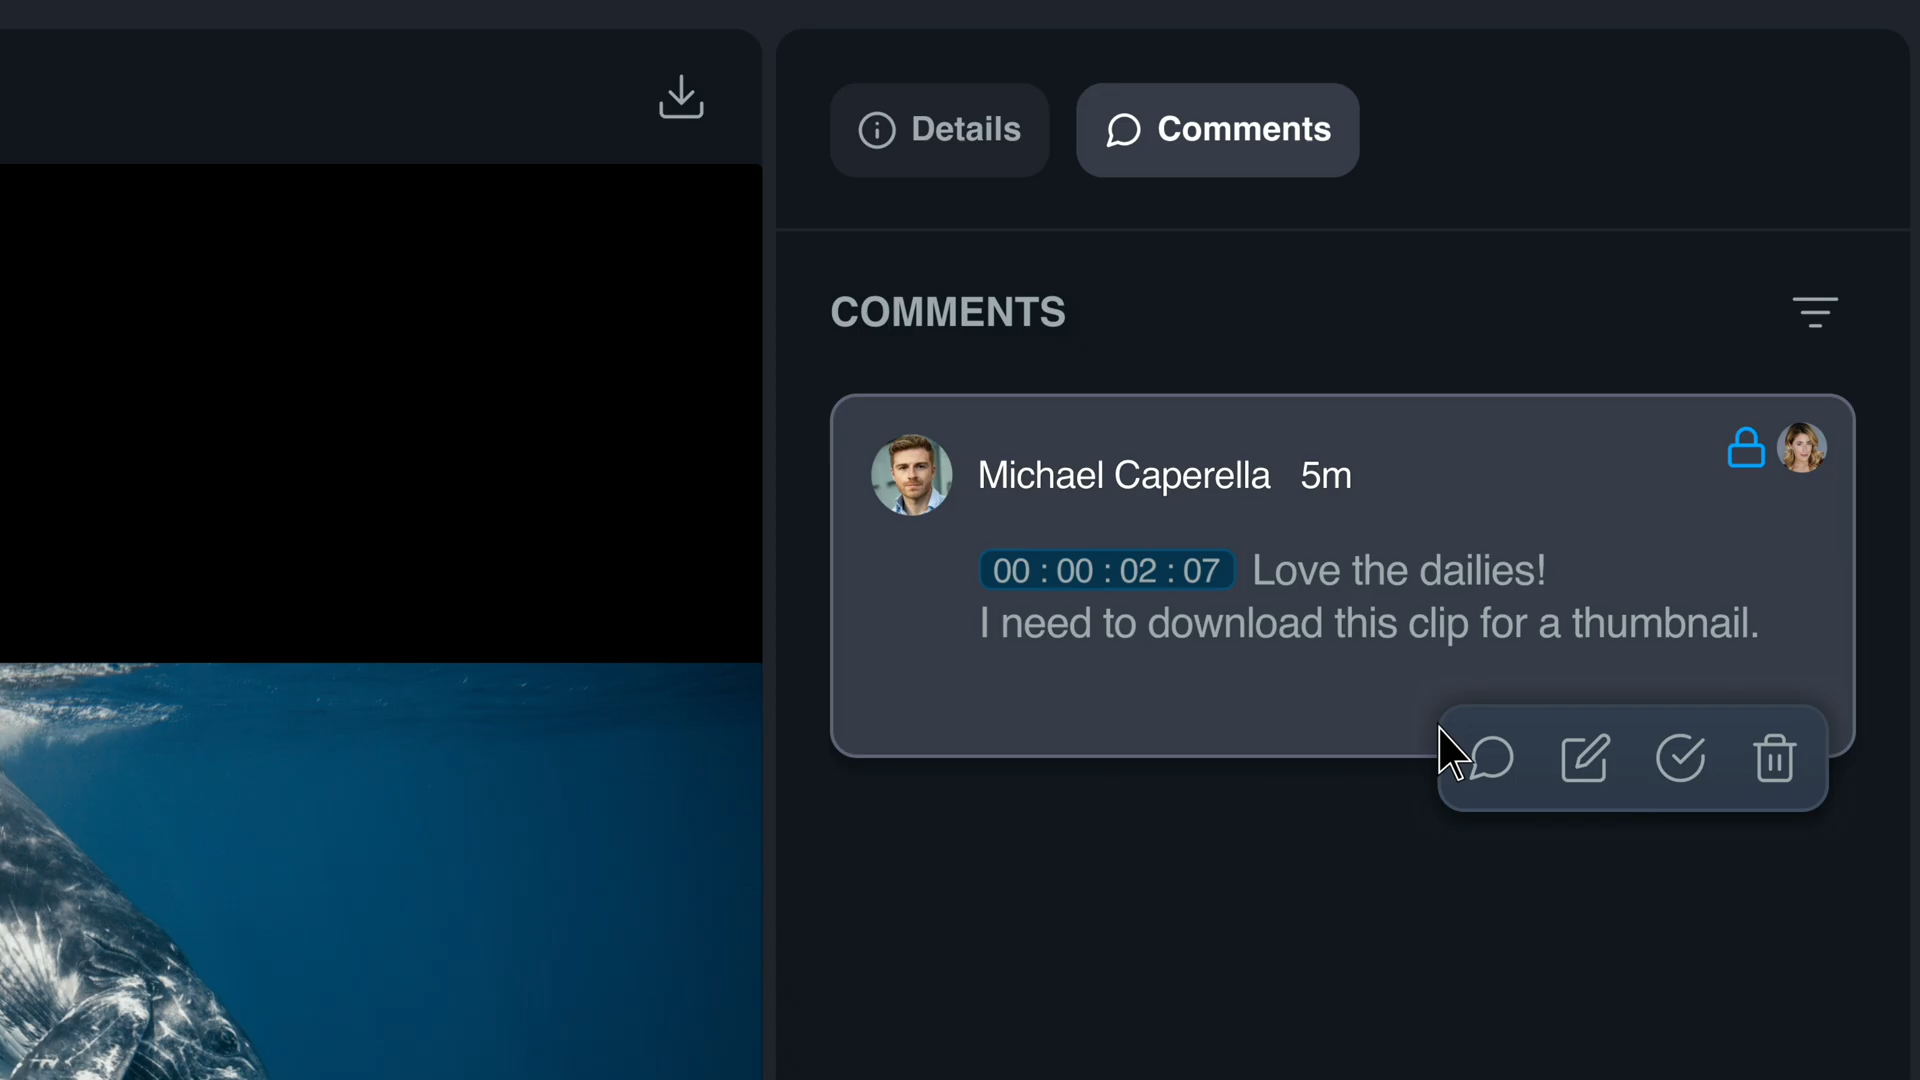 Details
Comments
COMMENTS
Michael Caperella 5m
00 : 00 : 02 : 07 Love the dailies!
I need to download this clip for a thumbnail.